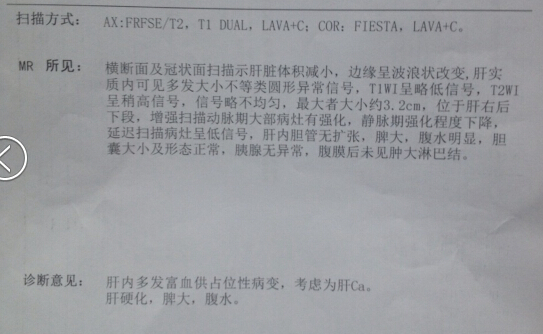 扫描方式： AX:FRFSE/T2, T1 DUAL, LAVA+C; COR: FIESTA, LAVA+C。
MR 所见： 横断面及冠状面扫描示肝脏体积减小，边缘呈波浪状改变,肝实
质内可见多发大小不等类圆形异常信号，T1WI呈略低信号，T2WI
呈稍高信号，信号略不均匀，最大者大小约3.2cm，位于肝右后
下段，增强扫描动脉期大部病灶有强化，静脉期强化程度下降，
延迟扫描病灶呈低信号，肝内胆管无扩张，脾大，腹水明显，胆
囊大小及形态正常，胰腺无异常，腹膜后未见肿大淋巴结。
诊断意见： 肝内多发富血供占位性病变，考虑为肝Ca。
肝硬化，脾大，腹水。